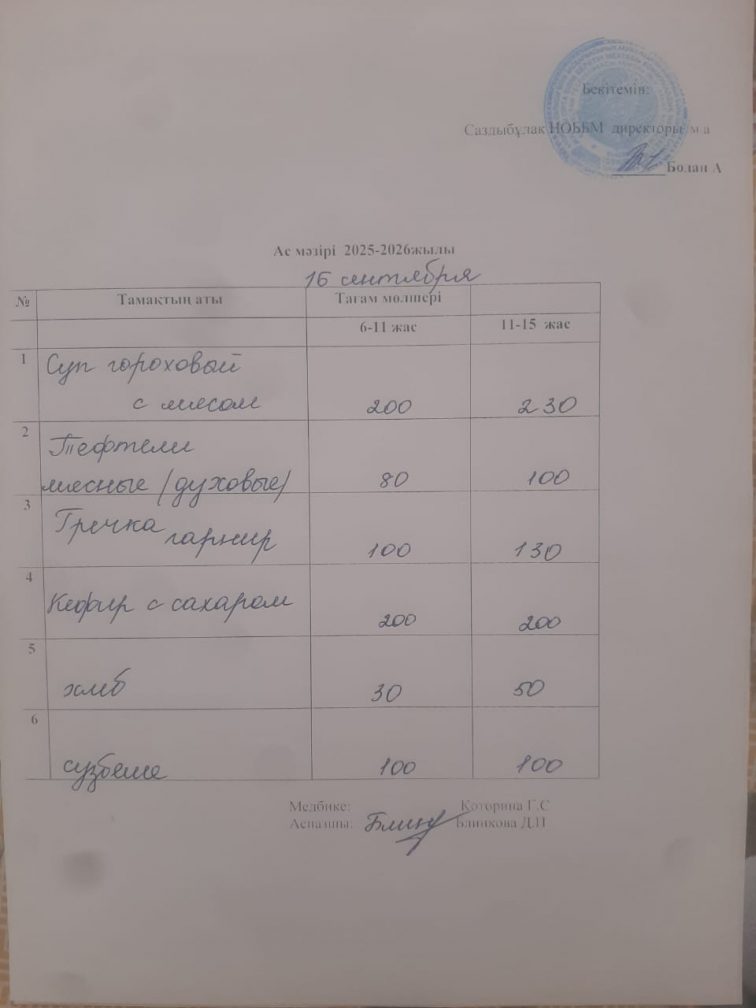 Бекітемін:
Саздыбұлак НОББМ директоры м.а
Болан А
Ас мәзірі 2025-2026жылы
16 сентября
№ Тамақтың аты Тағам мөлшері
6-11 жас 11-15 жас
1 Суп гороховый
с мясом 200 230
2 Тефтели
мясные (духовые) 80 100
3 Гречка гарнир 100 130
4 Кефир с сахаром 200 200
5 хлеб 30 50
6 сузбеше 100 100
Медбике: Которина Г.С
Аспазшы: Блинкова Д.П